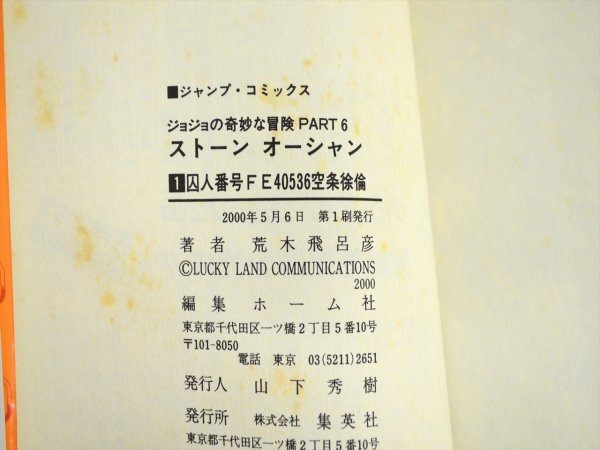 ■ジャンプ・コミックス
ジョジョの奇妙な冒険 PART 6
ストーン オーシャン
1 囚人番号ＦＥ40536空条徐倫
2000年5月6日 第1刷発行
著者 荒木飛呂彦
©LUCKY LAND COMMUNICATIONS
2000
編集 ホーム社
東京都千代田区一ツ橋2丁目5番10号
〒101-8050
電話 東京 03(5211)2651
発行人 山下秀樹
発行所 株式会社 集英社
東京都千代田区一ツ橋2丁目5番10号